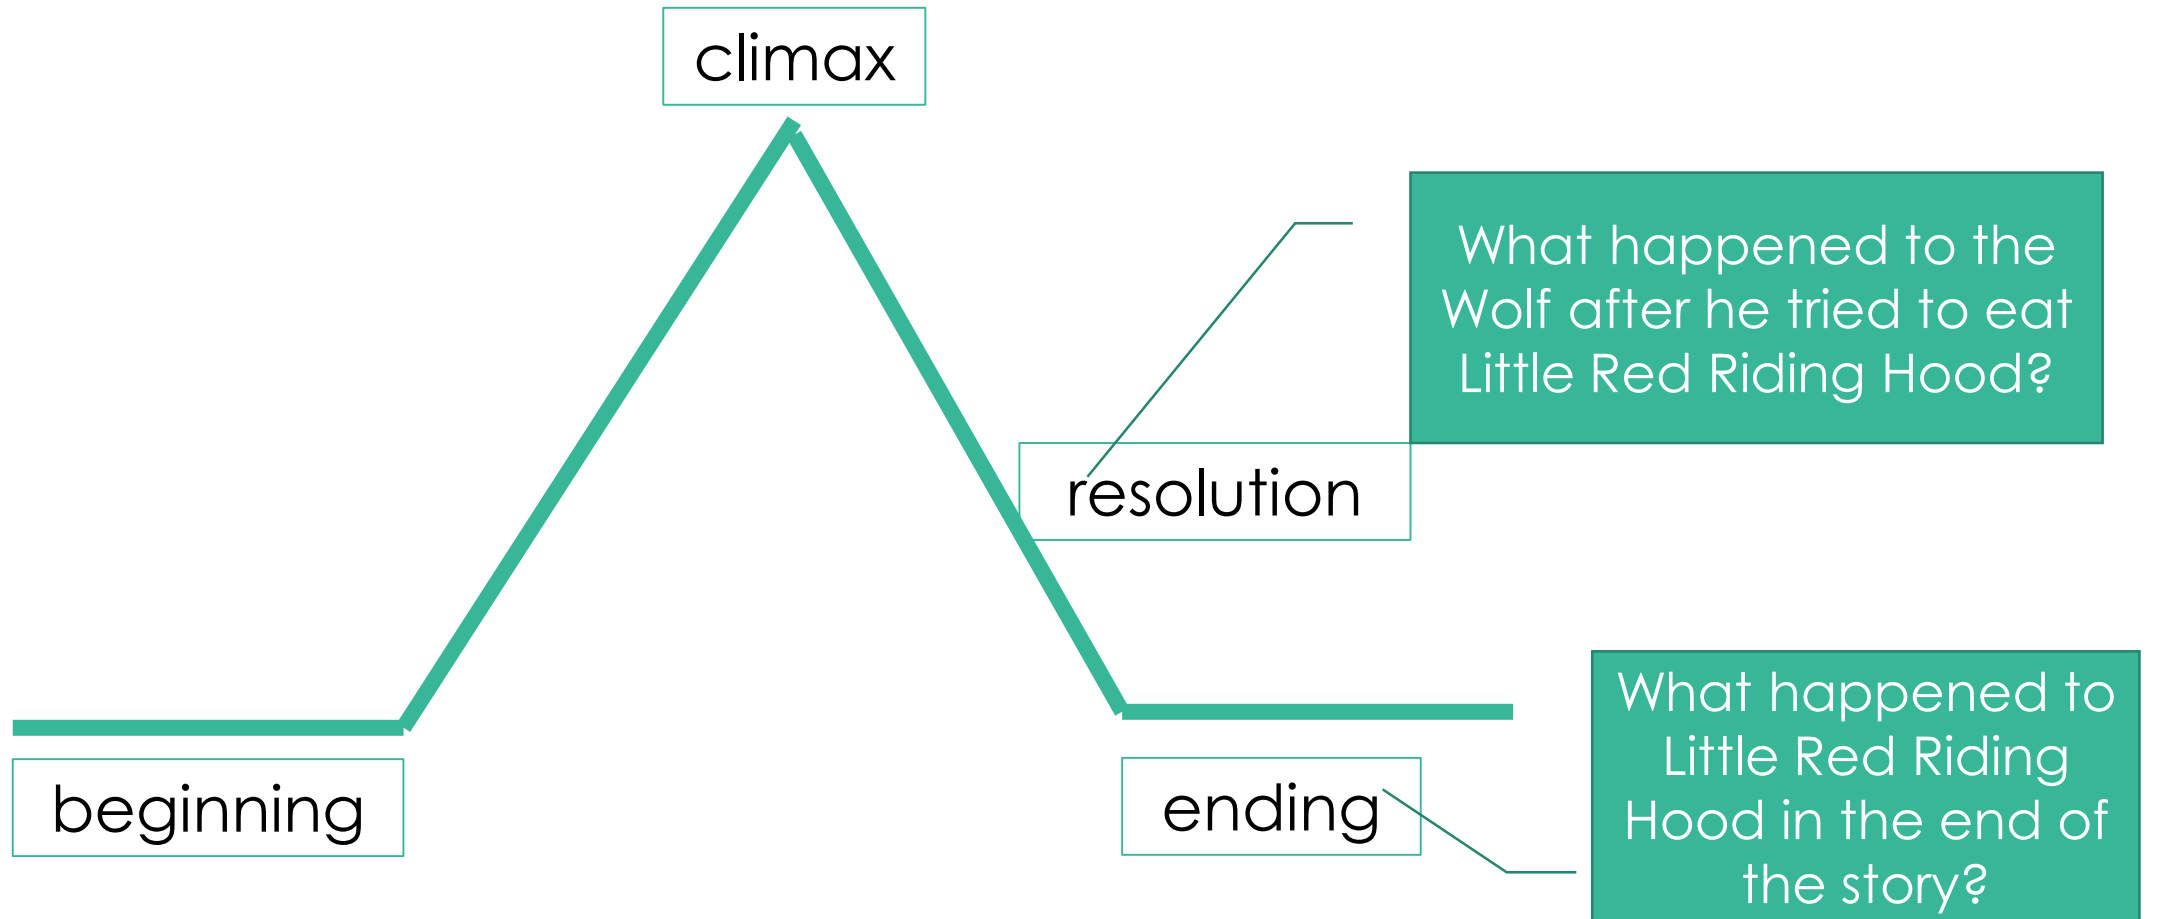 climax
What happened to the
Wolf after he tried to eat
Little Red Riding Hood?
resolution
beginning
ending
What happened to
Little Red Riding
Hood in the end of
the story?